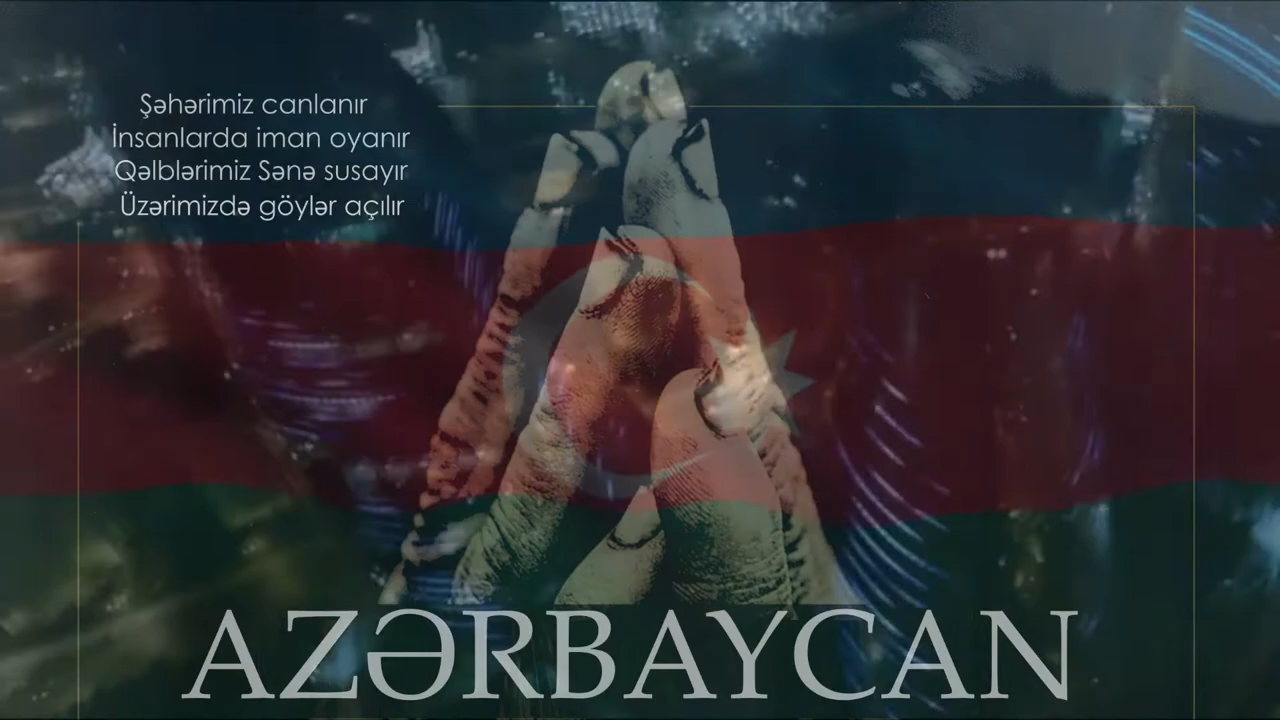 Şəhərimiz canlanır
İnsanlarda iman oyanır
Qəlblərimiz Sənə susayır
Üzərimizdə göylər açılır
AZƏRBAYCAN